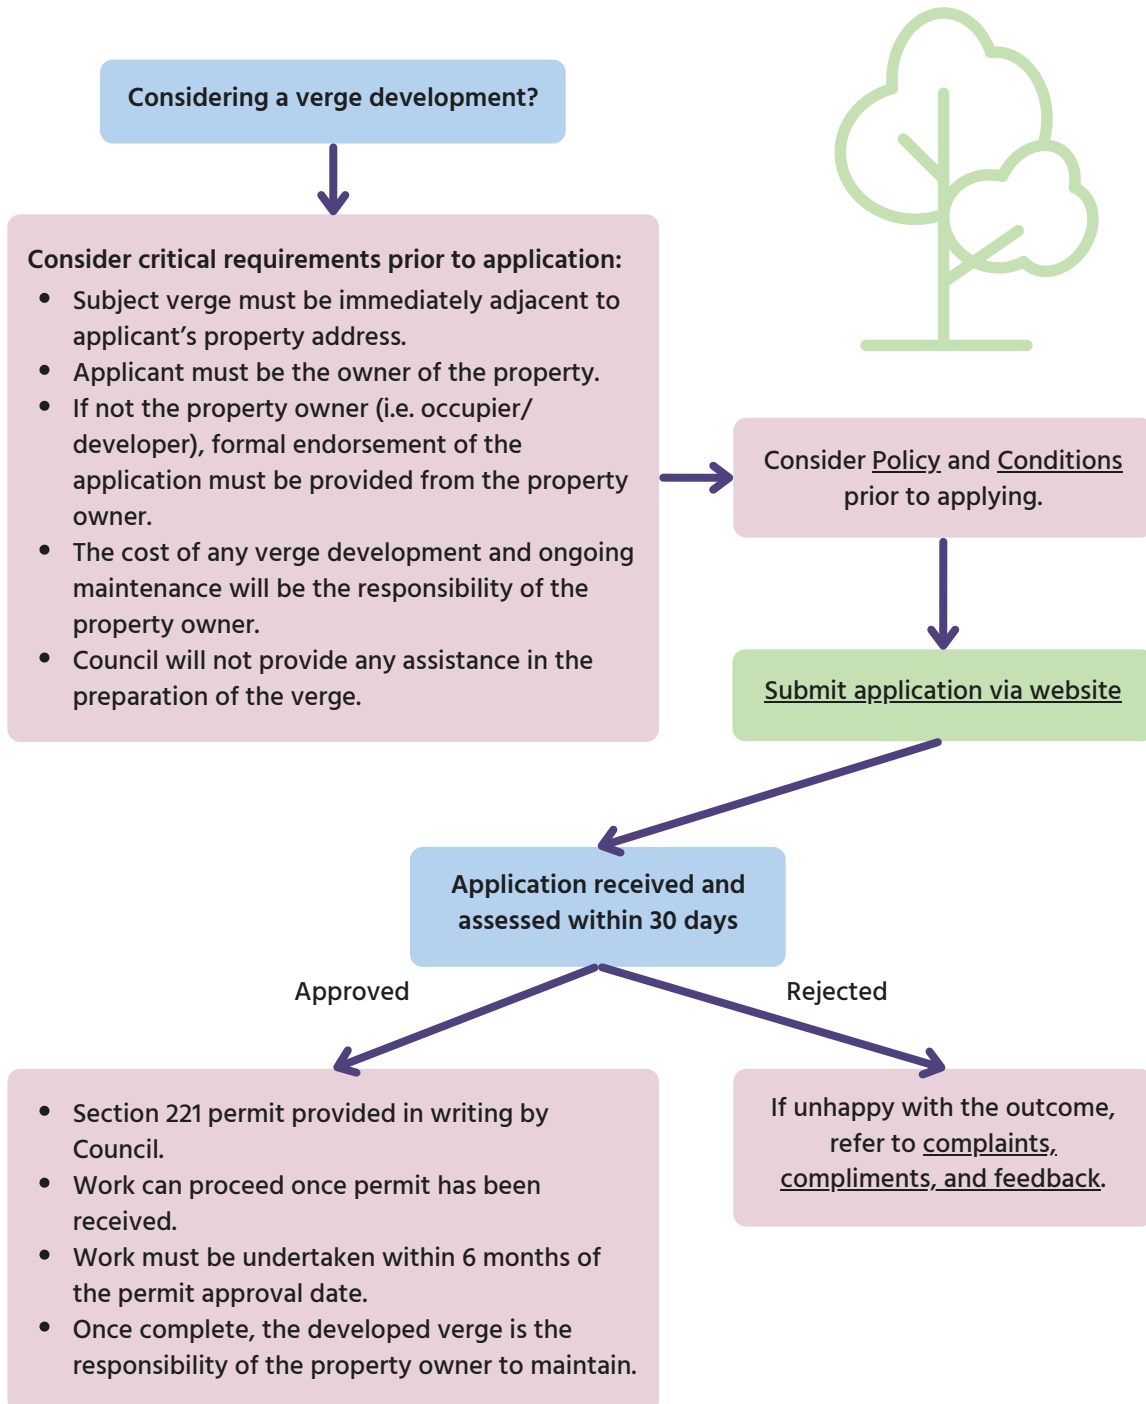 Considering a verge development?
Consider critical requirements prior to application:
• Subject verge must be immediately adjacent to
applicant’s property address.
• Applicant must be the owner of the property.
• If not the property owner (i.e. occupier/
developer), formal endorsement of the
application must be provided from the property
owner.
• The cost of any verge development and ongoing
maintenance will be the responsibility of the
property owner.
• Council will not provide any assistance in the
preparation of the verge.
Consider Policy and Conditions
prior to applying.
Submit application via website
Application received and
assessed within 30 days
Approved
Rejected
• Section 221 permit provided in writing by
Council.
• Work can proceed once permit has been
received.
• Work must be undertaken within 6 months of
the permit approval date.
• Once complete, the developed verge is the
responsibility of the property owner to maintain.
If unhappy with the outcome,
refer to complaints,
compliments, and feedback.